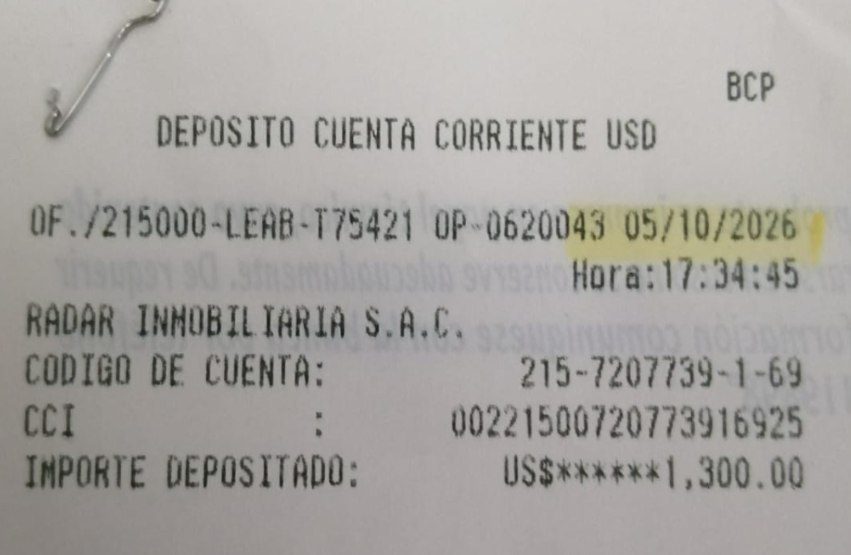 BCP
DEPOSITO CUENTA CORRIENTE USD
OF./215000-LEAB-T75421 OP-0620043 05/10/2026
Hora:17:34:45
RADAR INMOBILIARIA S.A.C.
CODIGO DE CUENTA: 215-7207739-1-69
CCI : 00221500720773916925
IMPORTE DEPOSITADO: US$******1,300.00